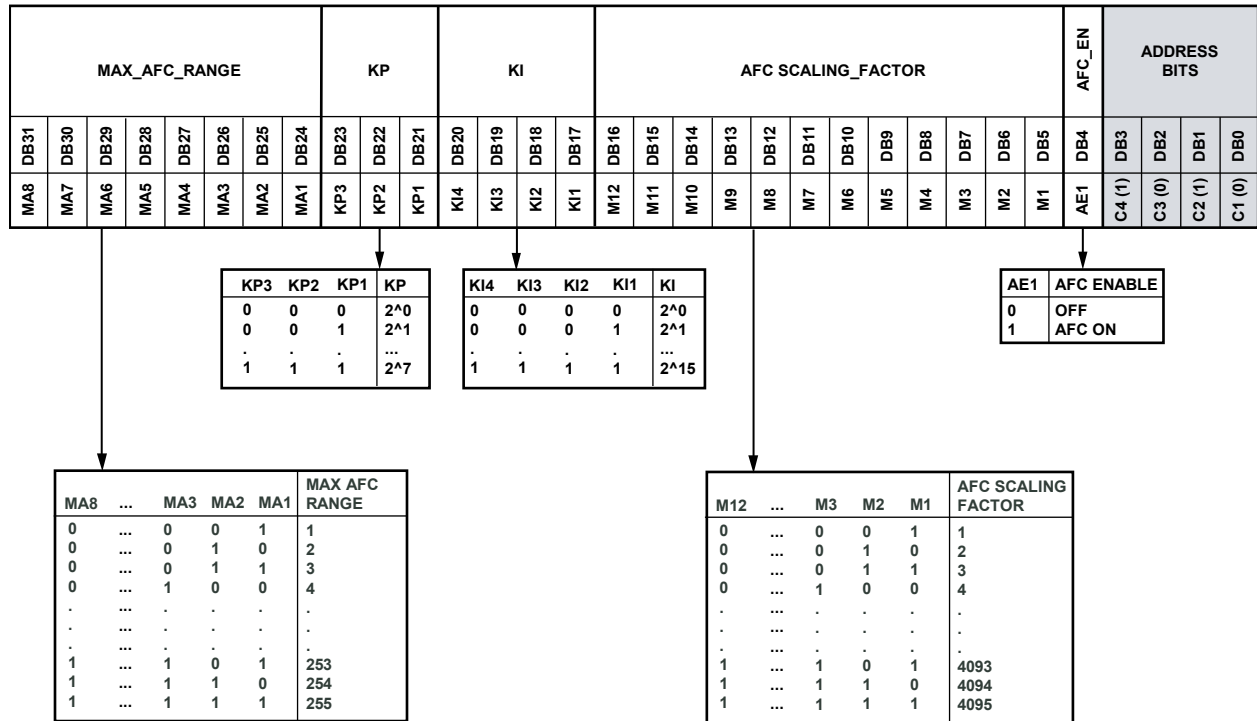 MAX_AFC_RANGE KP KI AFC SCALING_FACTOR AFC_EN ADDRESS
BITS
DB31 DB30 DB29 DB28 DB27 DB26 DB25 DB24 DB23 DB22 DB21 DB20 DB19 DB18 DB17 DB16 DB15 DB14 DB13 DB12 DB11 DB10 DB9 DB8 DB7 DB6 DB5 DB4 DB3 DB2 DB1 DB0
MA8 MA7 MA6 MA5 MA4 MA3 MA2 MA1 KP3 KP2 KP1 KI4 KI3 KI2 KI1 M12 M11 M10 M9 M8 M7 M6 M5 M4 M3 M2 M1 AE1 C4 (1) C3 (0) C2 (1) C1 (0)
KP3 KP2 KP1 KP
0 0 0 2^0
0 0 1 2^1
. . . ...
1 1 1 2^7
KI4 KI3 KI2 KI1 KI
0 0 0 0 2^0
0 0 0 1 2^1
. . . . ...
1 1 1 1 2^15
AE1 AFC ENABLE
0 OFF
1 AFC ON
MA8 ... MA3 MA2 MA1 MAX AFC
RANGE
0 ... 0 0 1 1
0 ... 0 1 0 2
0 ... 0 1 1 3
0 ... 1 0 0 4
. ... . . . .
. ... . . . .
. ... . . . .
1 ... 1 0 1 253
1 ... 1 1 0 254
1 ... 1 1 1 255
M12 ... M3 M2 M1 AFC SCALING
FACTOR
0 ... 0 0 1 1
0 ... 0 1 0 2
0 ... 0 1 1 3
0 ... 1 0 0 4
. ... . . . .
. ... . . . .
. ... . . . .
1 ... 1 0 1 4093
1 ... 1 1 0 4094
1 ... 1 1 1 4095